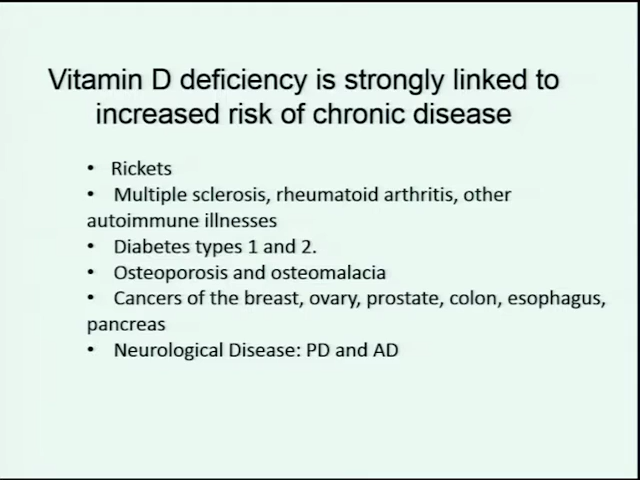 Vitamin D deficiency is strongly linked to
increased risk of chronic disease
• Rickets
• Multiple sclerosis, rheumatoid arthritis, other
autoimmune illnesses
• Diabetes types 1 and 2.
• Osteoporosis and osteomalacia
• Cancers of the breast, ovary, prostate, colon, esophagus,
pancreas
• Neurological Disease: PD and AD